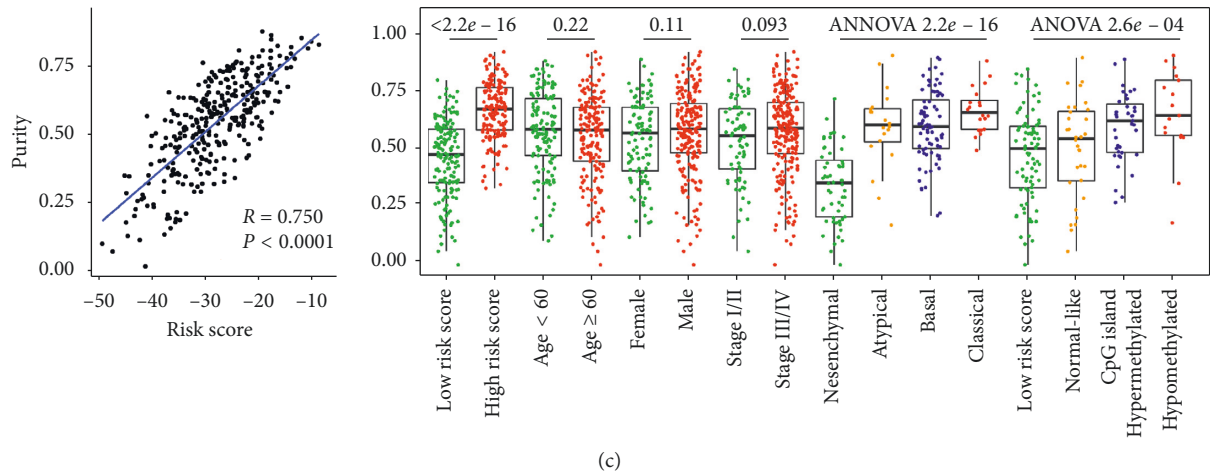 Purity
0.75
0.50
0.25
0.00
R = 0.750
P < 0.0001
−50 −40 −30 −20 −10
Risk score
<2.2e − 16 0.22 0.11 0.093 ANNOVA 2.2e − 16 ANOVA 2.6e − 04
1.00
0.75
0.50
0.25
0.00
Low risk score
High risk score
Age < 60
Age ≥ 60
Female
Male
Stage I/II
Stage III/IV
Nesenchymal
Atypical
Basal
Classical
Low risk score
Normal-like
CpG island
Hypermethylated
Hypomethylated
(c)